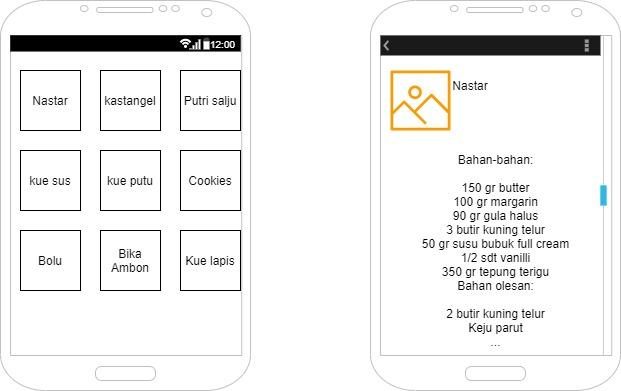 12:00
Nastar
kastangel
Putri salju
kue sus
kue putu
Cookies
Bolu
Bika
Ambon
Kue lapis
Nastar
Bahan-bahan:
150 gr butter
100 gr margarin
90 gr gula halus
3 butir kuning telur
50 gr susu bubuk full cream
1/2 sdt vanilli
350 gr tepung terigu
Bahan olesan:
2 butir kuning telur
Keju parut
...